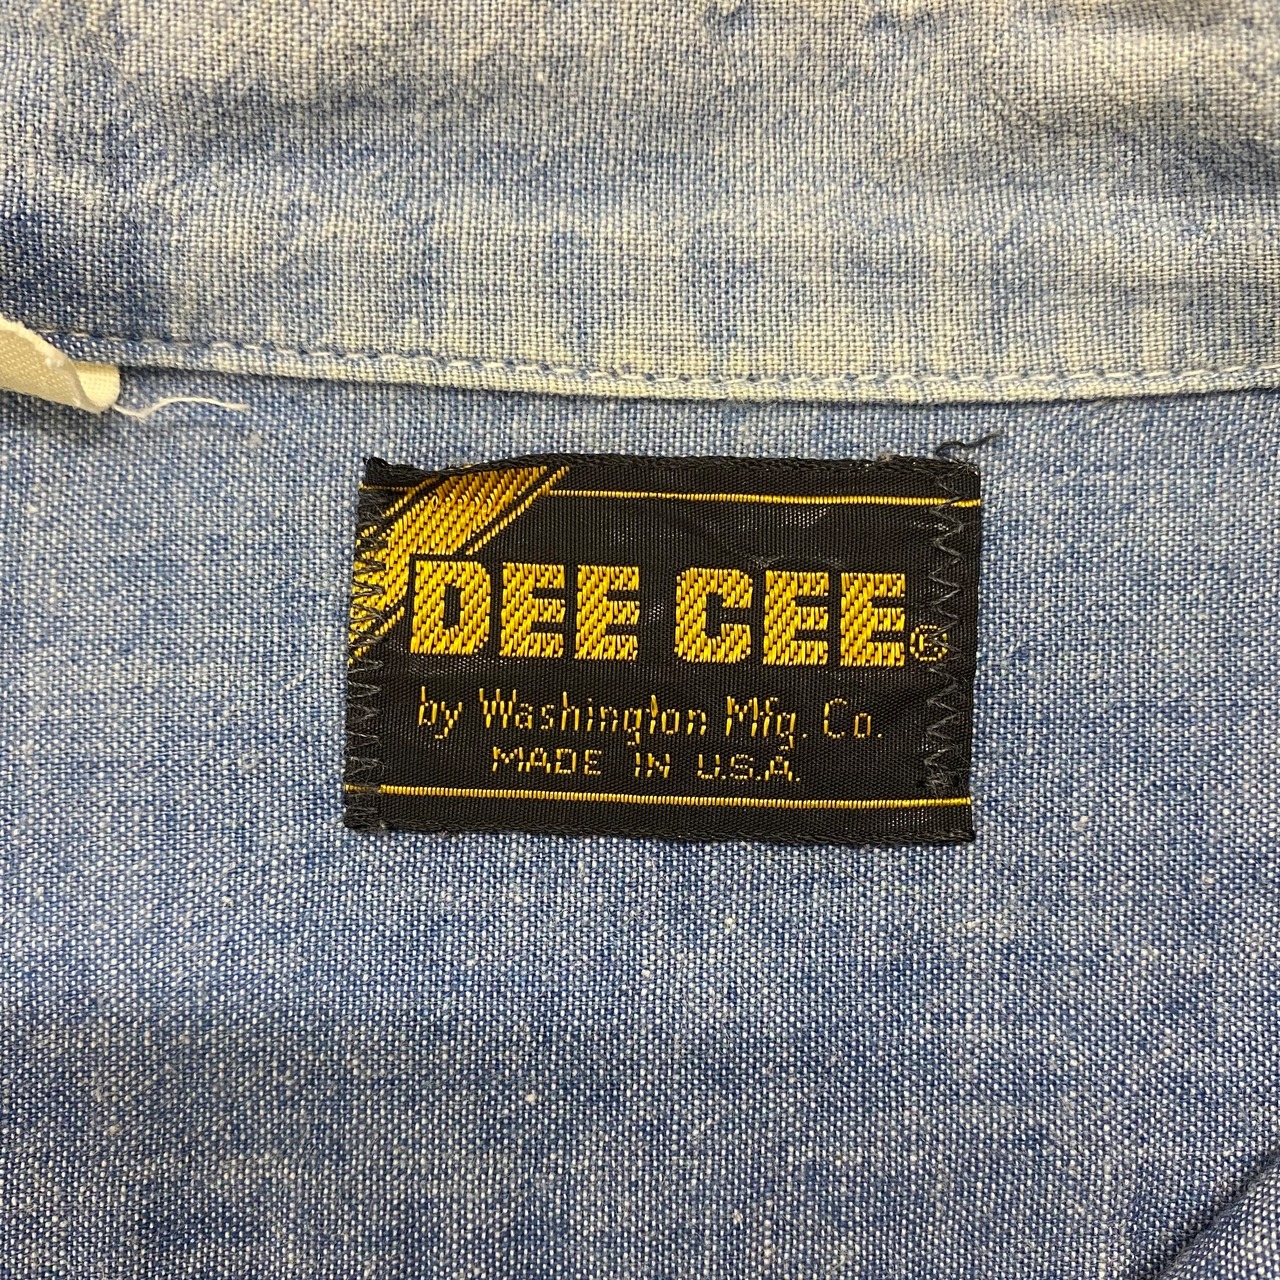 DEE CEE®
by Washington Mfg. Co.
MADE IN U.S.A.